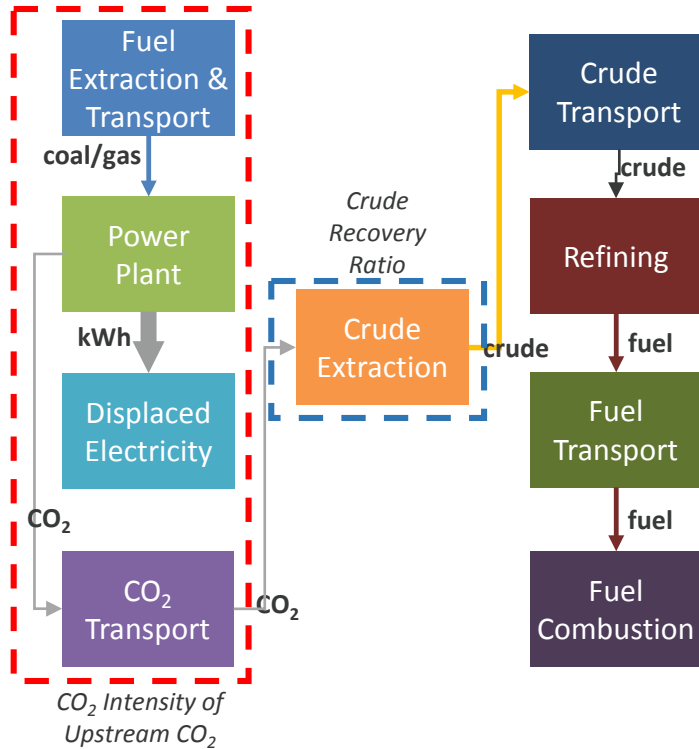 Fuel
Extraction &
Transport
coal/gas
Power
Plant
kWh
Displaced
Electricity
CO₂
CO₂
Transport
CO₂
CO₂ Intensity of
Upstream CO₂
Crude
Recovery
Ratio
Crude
Extraction
crude
Crude
Transport
crude
Refining
fuel
Fuel
Transport
fuel
Fuel
Combustion